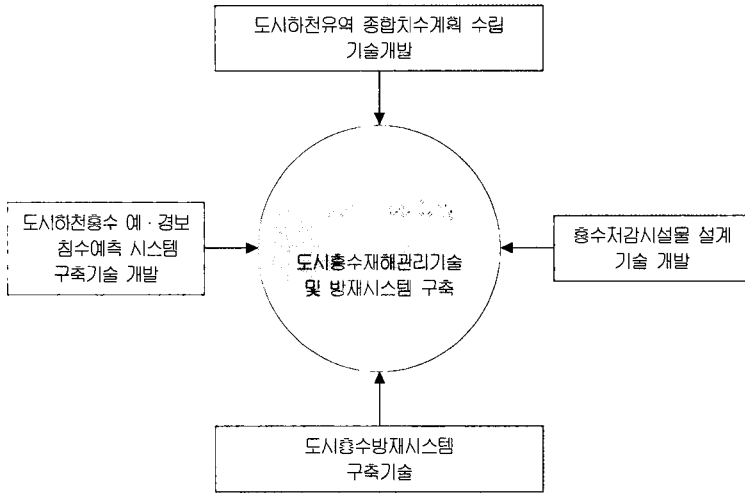 도시하천유역 종합치수계획 수립
기술개발
도시하천홍수 예·경보
침수예측 시스템
구축기술 개발
도시홍수재해관리기술
및 방재시스템 구축
홍수저감시설물 설계
기술 개발
도시홍수방재시스템
구축기술